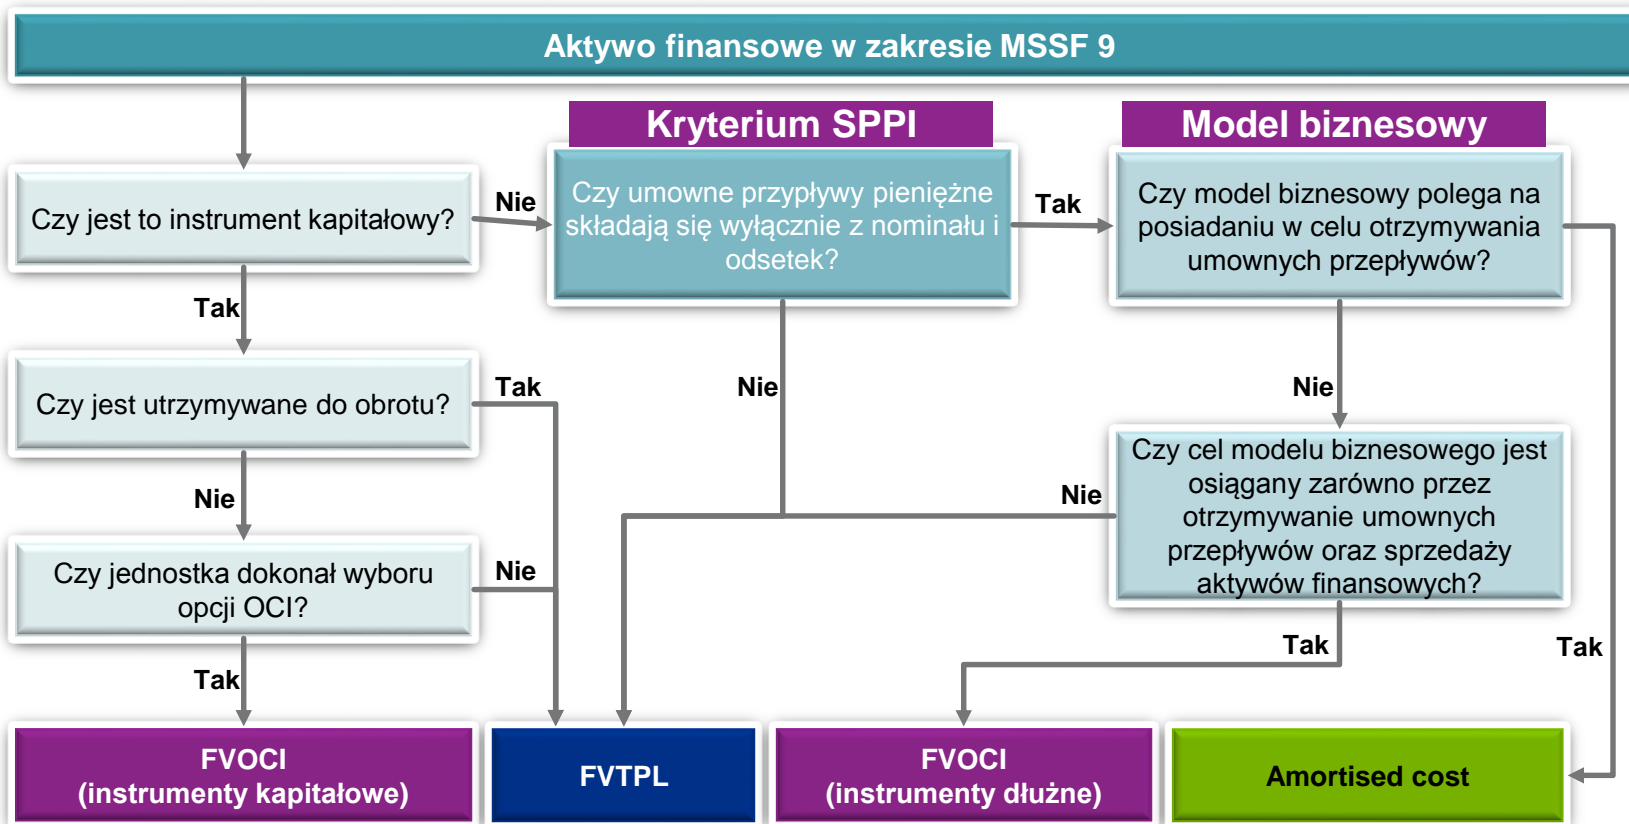 Aktywo finansowe w zakresie MSSF 9
Kryterium SPPI
Model biznesowy
Czy jest to instrument kapitałowy?
Nie
Czy umowne przypływy pieniężne
składają się wyłącznie z nominału i
odsetek?
Tak
Czy model biznesowy polega na
posiadaniu w celu otrzymywania
umownych przepływów?
Tak
Czy jest utrzymywane do obrotu?
Tak
Nie
Nie
Nie
Czy jednostka dokonał wyboru
opcji OCI?
Nie
Nie
Czy cel modelu biznesowego jest
osiągany zarówno przez
otrzymywanie umownych
przepływów oraz sprzedaży
aktywów finansowych?
Tak
Tak
Tak
FVOCI
(instrumenty kapitałowe)
FVTPL
FVOCI
(instrumenty dłużne)
Amortised cost